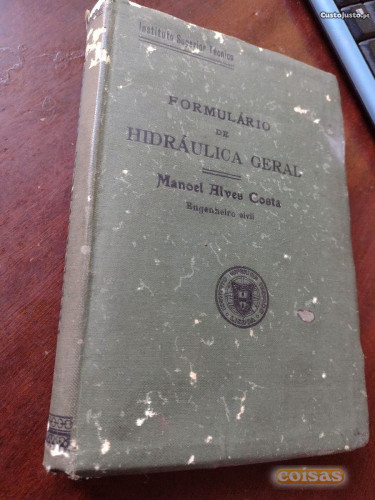 CustoJusto.pt
Instituto Superior Técnico
FORMULÁRIO
DE
HIDRÁULICA GERAL
Manoel Alves Costa
Engenheiro civil
coisas